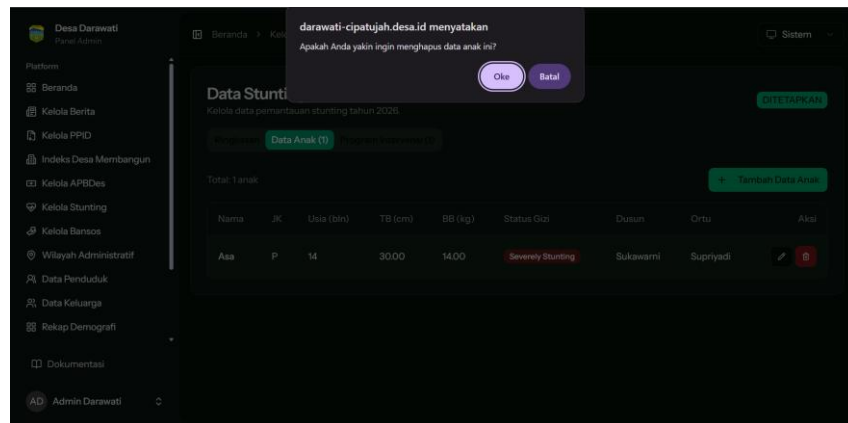 Desa Darawati
Panel Admin
Platform
Beranda
Kelola Berita
Kelola PPID
Indeks Desa Membangun
Kelola APBDes
Kelola Stunting
Kelola Bansos
Wilayah Administratif
Data Penduduk
Data Keluarga
Rekap Demografi
Dokumentasi
AD Admin Darawati
Beranda > Kelo
Sistem
darawati-cipatujah.desa.id menyatakan
Apakah Anda yakin ingin menghapus data anak ini?
Oke Batal
Data Stunti
Kelola data pemantauan stunting tahun 2026.
DITETAPKAN
Ringkasan Data Anak (1) Program Intervensi
Total: 1 anak
+ Tambah Data Anak
Nama JK Usia (bln) TB (cm) BB (kg) Status Gizi Dusun Ortu Aksi
Asa P 14 30.00 14.00 Severely Stunting Sukawarni Supriyadi